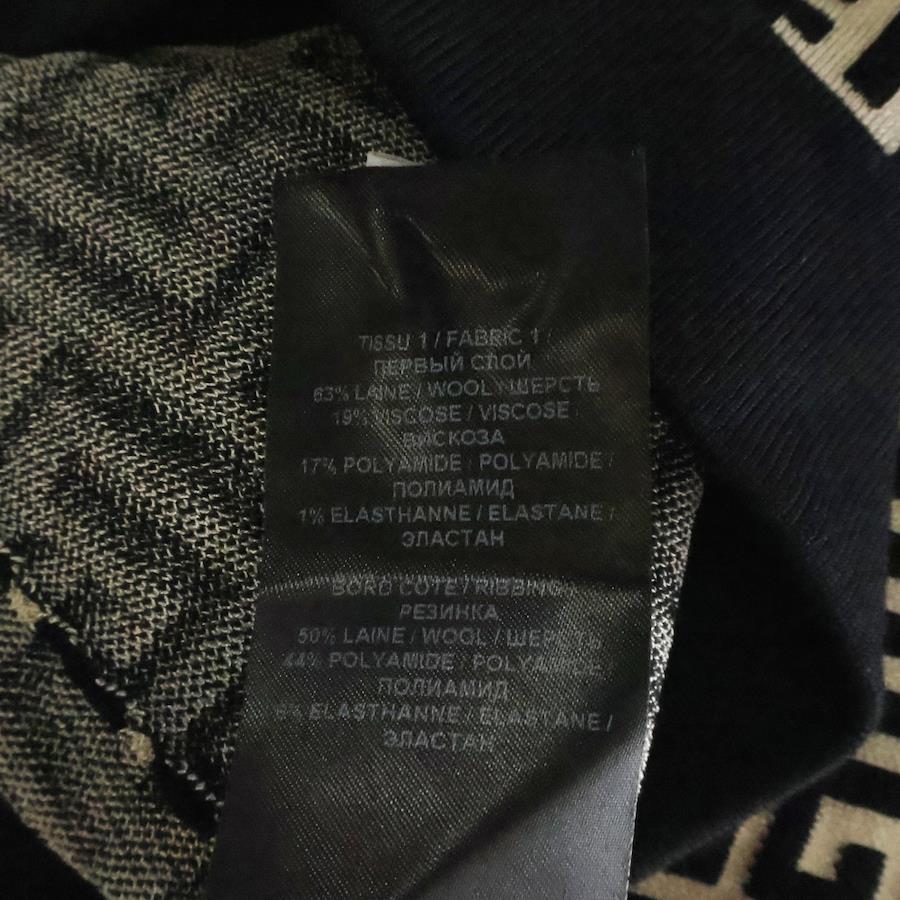 TISSU 1 / FABRIC 1 /
ПЕРВЫЙ СЛОЙ
63% LAINE / WOOL / ШЕРСТЬ
19% VISCOSE / VISCOSE /
ВИСКОЗА
17% POLYAMIDE / POLYAMIDE /
ПОЛИАМИД
1% ELASTHANNE / ELASTANE /
ЭЛАСТАН
BORD COTE / RIBBING
РЕЗИНКА
50% LAINE / WOOL / ШЕРСТЬ
44% POLYAMIDE / POLYAMIDE /
ПОЛИАМИД
6% ELASTHANNE / ELASTANE /
ЭЛАСТАН